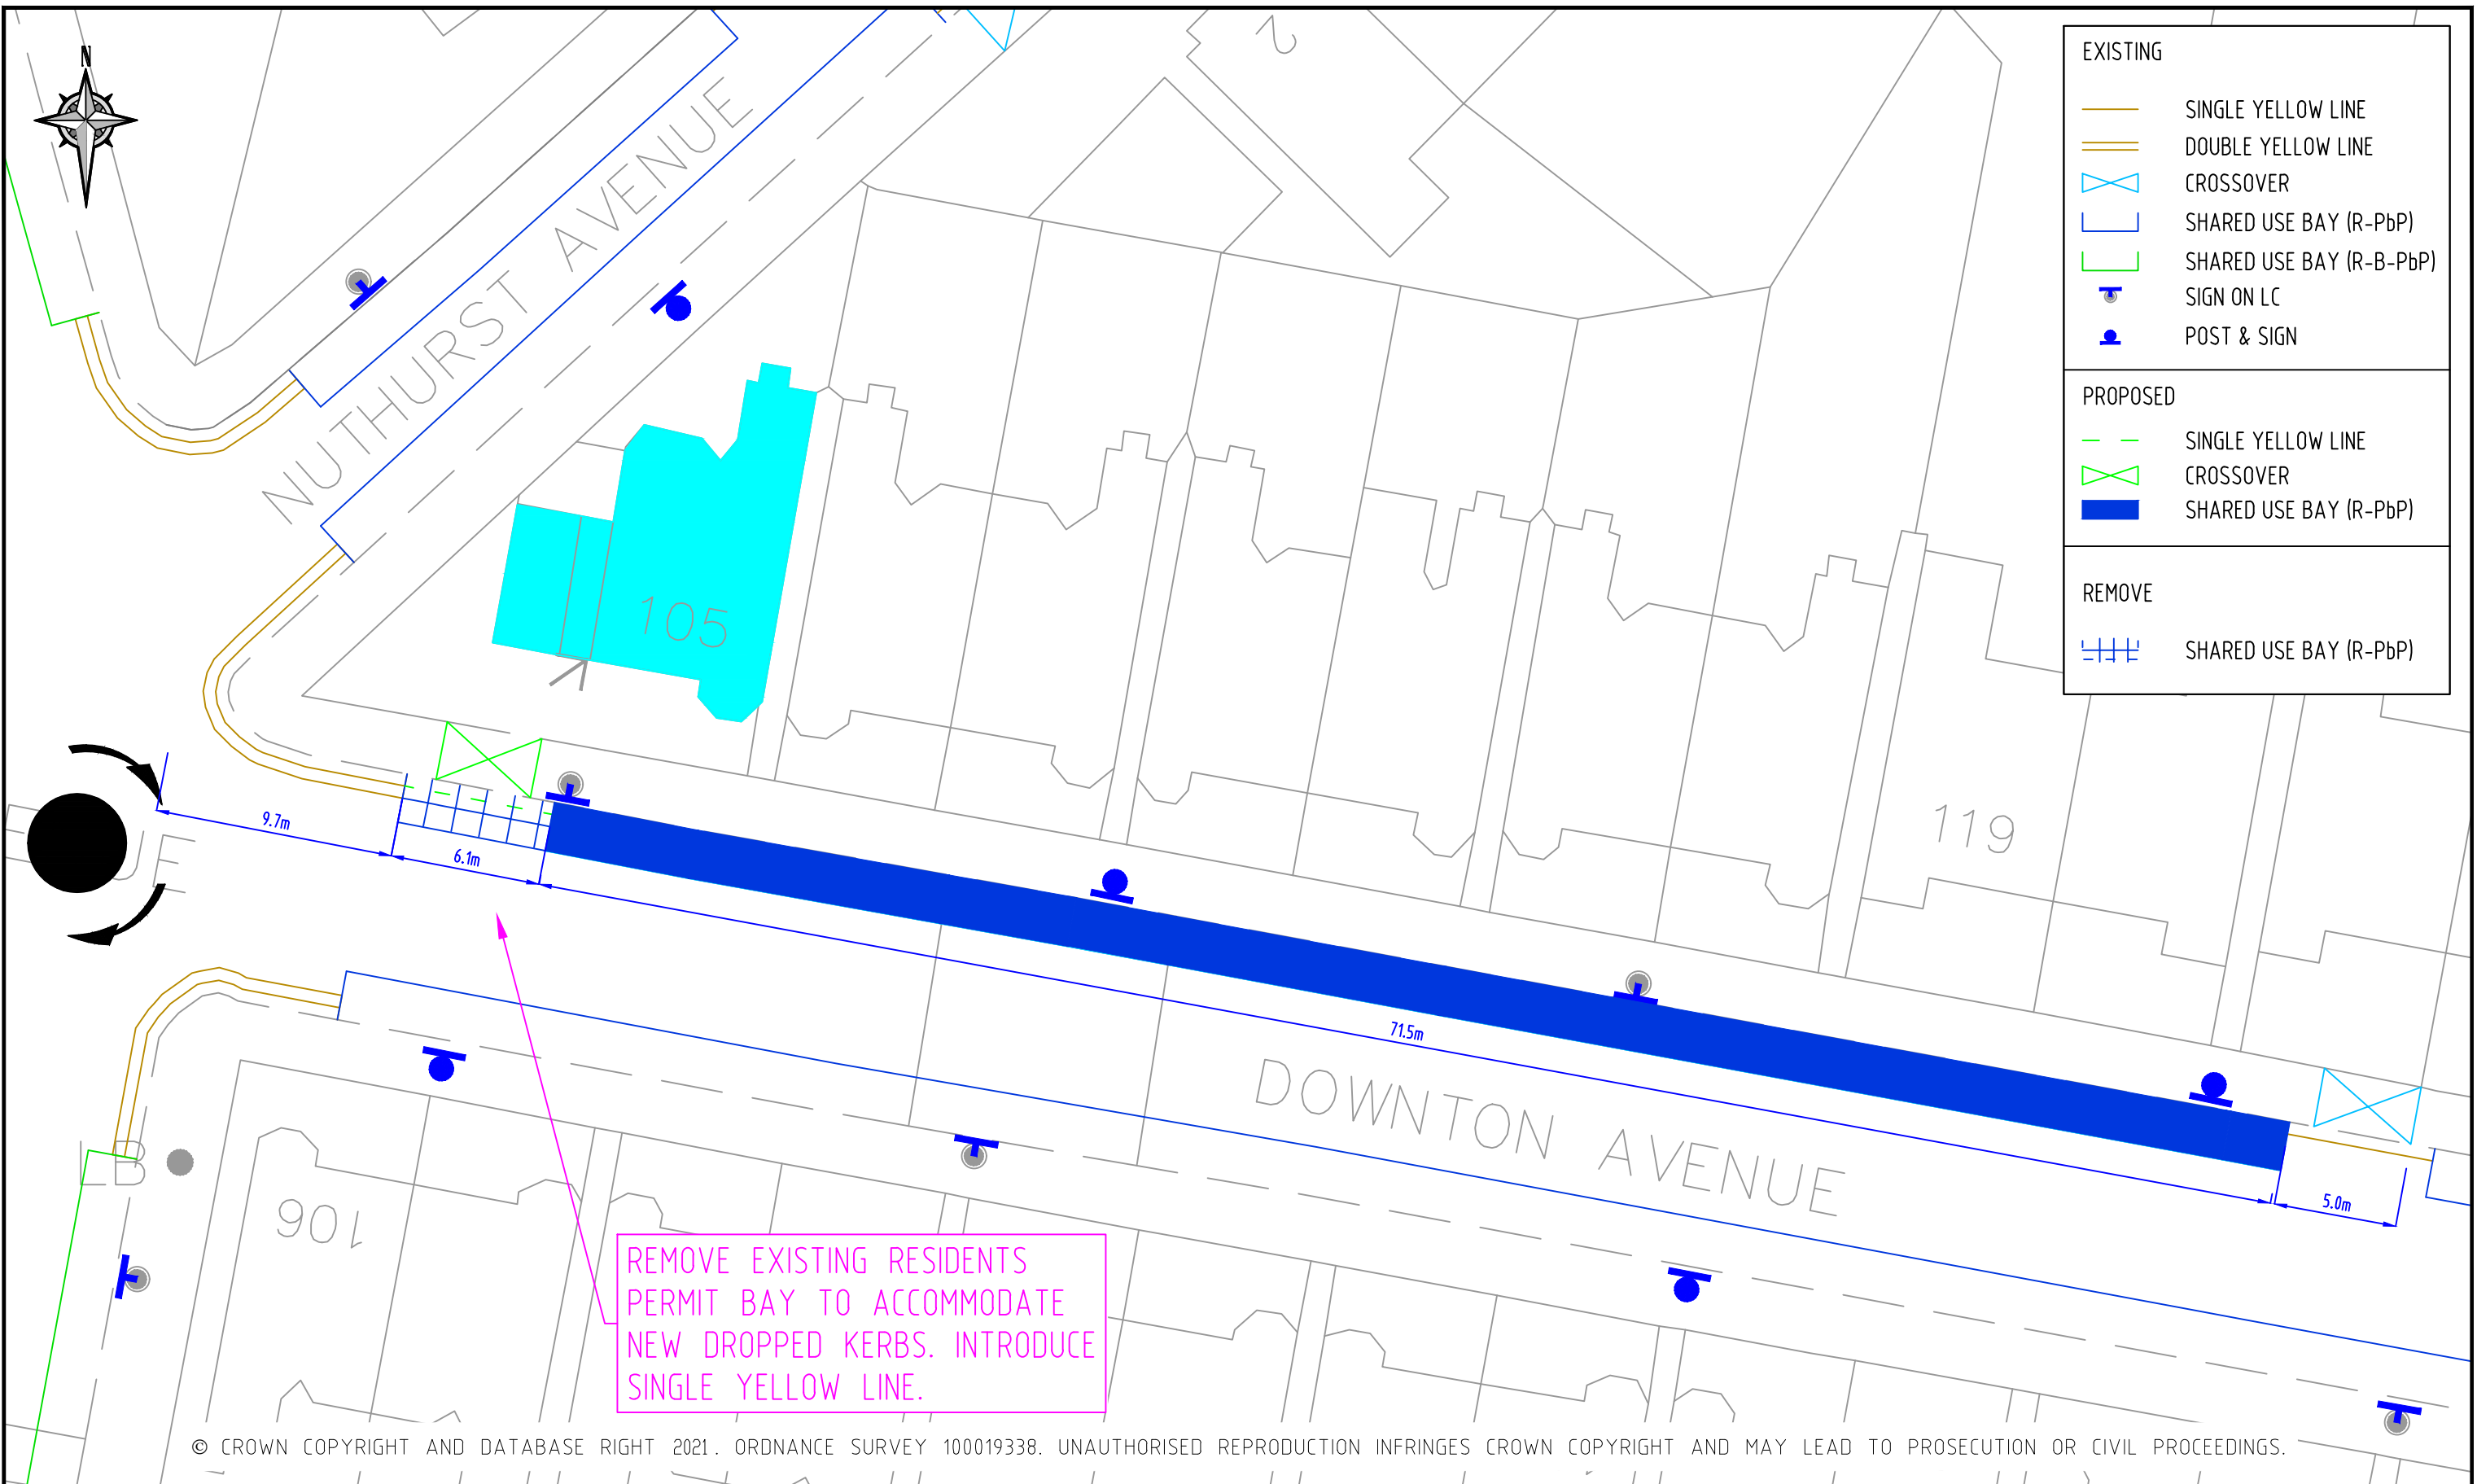 N
NUTHURST AVENUE
2
EXISTING
SINGLE YELLOW LINE
DOUBLE YELLOW LINE
CROSSOVER
SHARED USE BAY (R-PbP)
SHARED USE BAY (R-B-PbP)
SIGN ON LC
POST & SIGN
PROPOSED
SINGLE YELLOW LINE
CROSSOVER
SHARED USE BAY (R-PbP)
REMOVE
SHARED USE BAY (R-PbP)
105
119
9.7m
6.1m
71.5m
5.0m
DOWNTON AVENUE
LB
106
REMOVE EXISTING RESIDENTS
PERMIT BAY TO ACCOMMODATE
NEW DROPPED KERBS. INTRODUCE
SINGLE YELLOW LINE.
© CROWN COPYRIGHT AND DATABASE RIGHT 2021. ORDNANCE SURVEY 100019338. UNAUTHORISED REPRODUCTION INFRINGES CROWN COPYRIGHT AND MAY LEAD TO PROSECUTION OR CIVIL PROCEEDINGS.